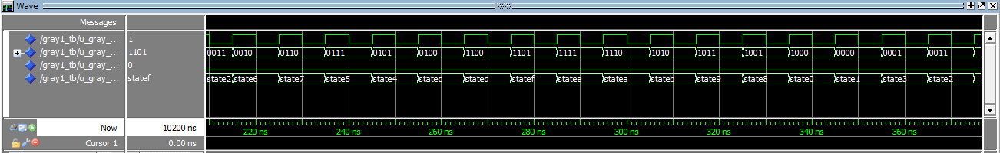 Wave
Messages
/gray1_tb/u_gray_... 1
/gray1_tb/u_gray_... 1101 0011 0010 0110 0111 0101 0100 1100 1101 1111 1110 1010 1011 1001 1000 0000 0001 0011
/gray1_tb/u_gray_... 0
/gray1_tb/u_gray_... statef state2 state6 state7 state5 state4 statec stated statef statee statea stateb state9 state8 state0 state1 state3 state2
Now 10200 ns 220 ns 240 ns 260 ns 280 ns 300 ns 320 ns 340 ns 360 ns
Cursor 1 0.00 ns